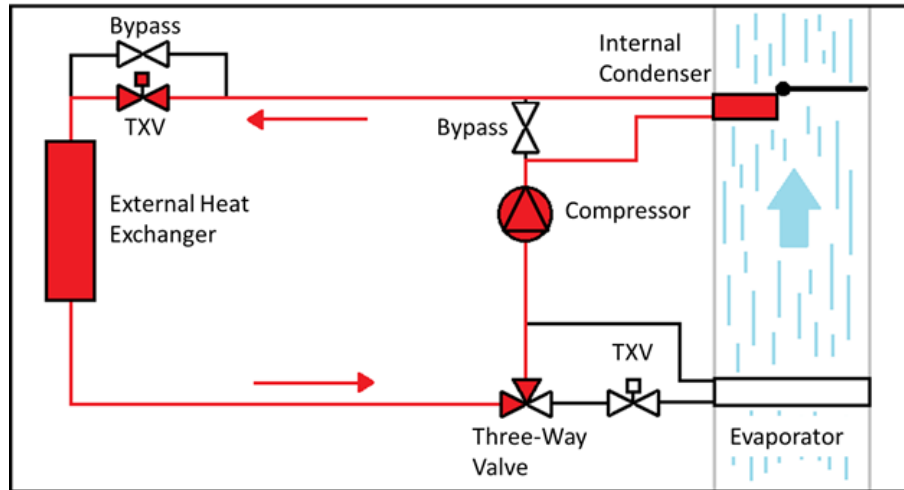 Bypass
TXV
External Heat
Exchanger
Internal
Condenser
Bypass
Compressor
TXV
Three-Way
Valve
Evaporator